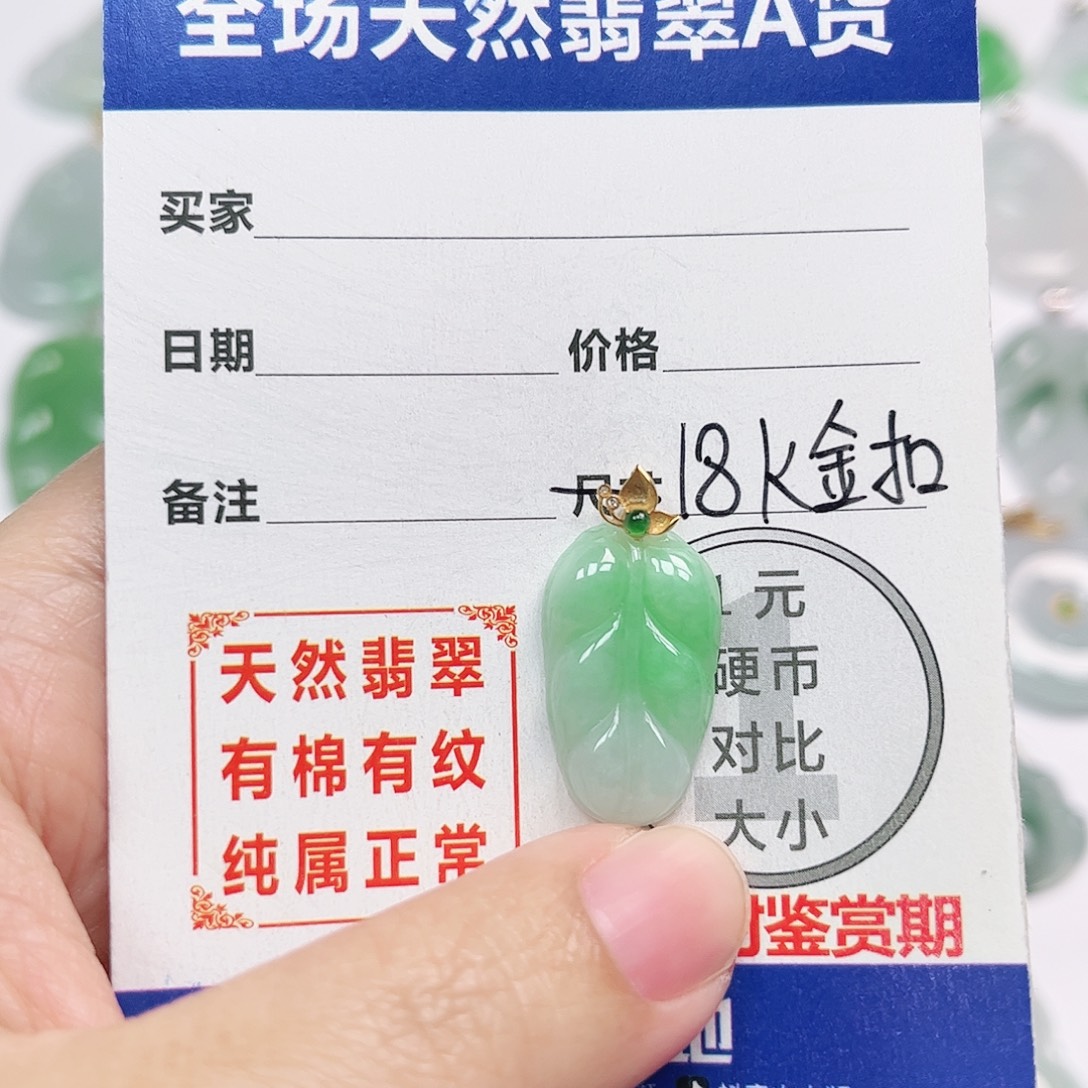 全场天然翡翠A货
买家
日期
价格
备注
18K金扣
天然翡翠
有棉有纹
纯属正常
1元
硬币
对比
大小
鉴赏期